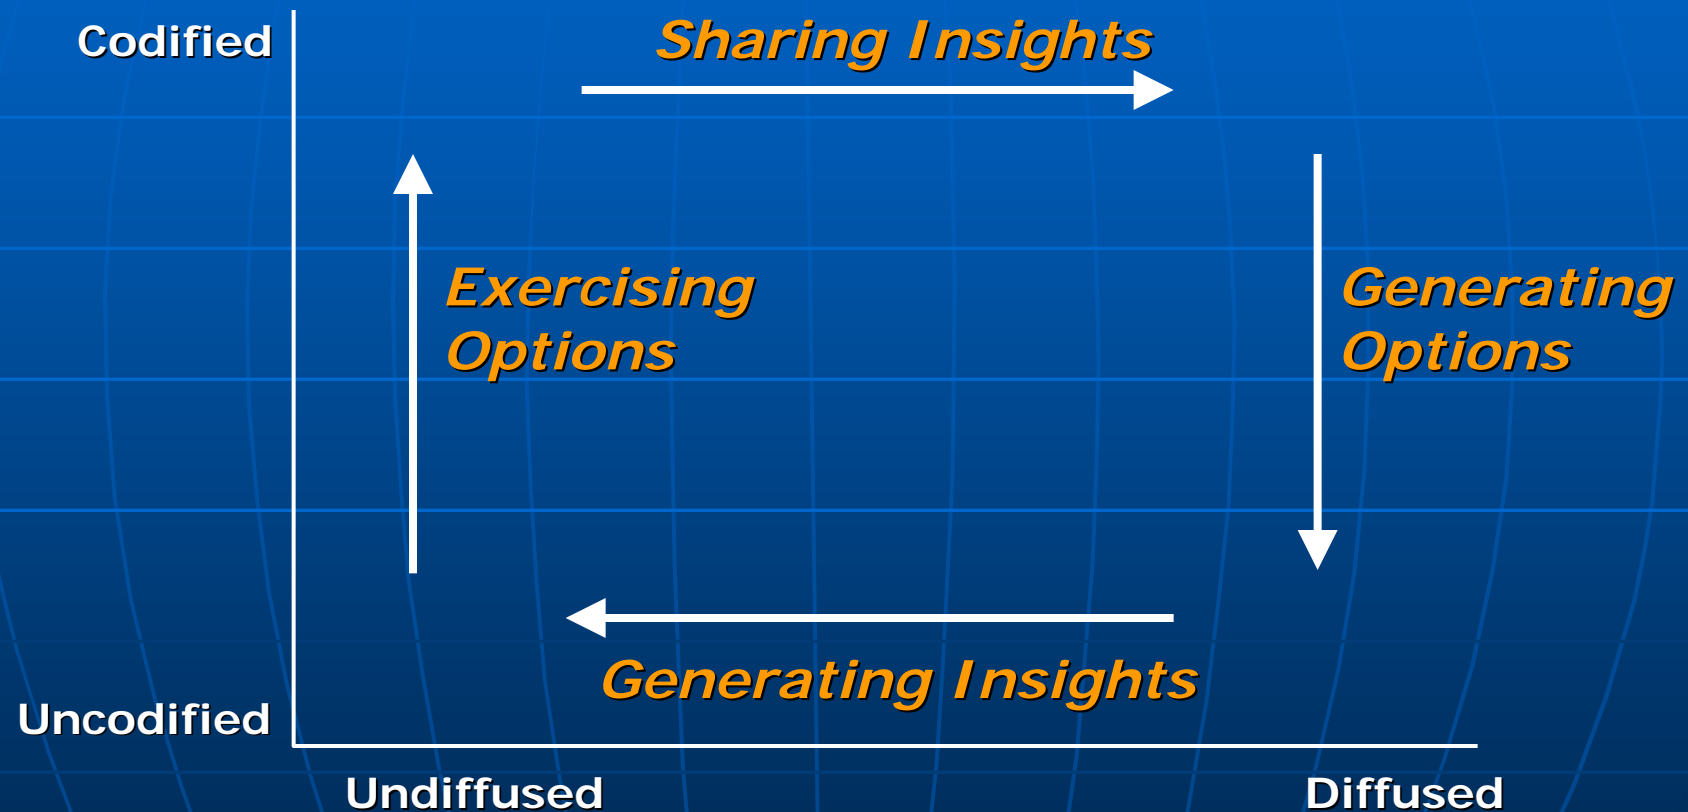 Codified
Sharing Insights
Exercising
Options
Generating
Options
Generating Insights
Uncodified
Undiffused
Diffused